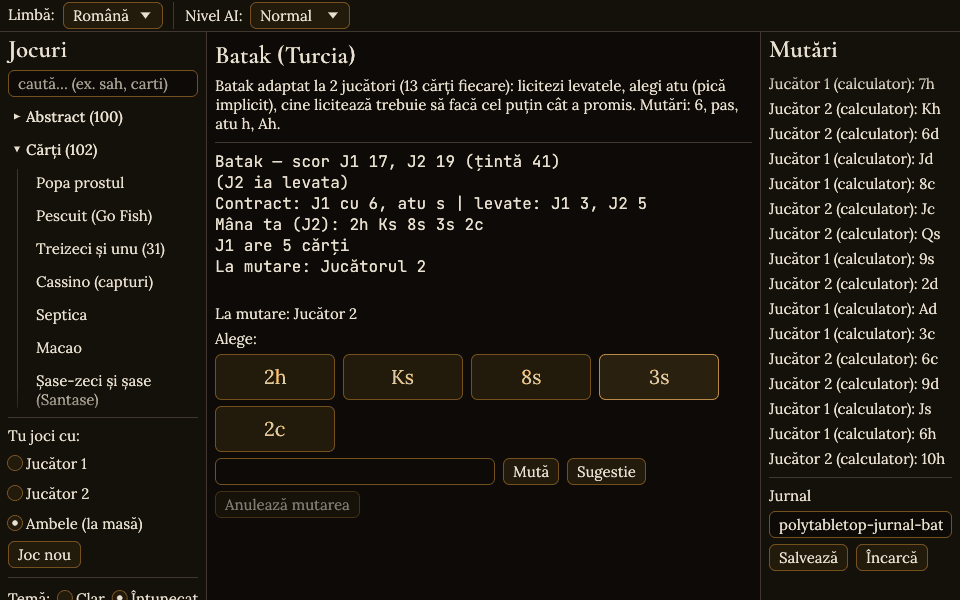 Limbă:
Română
Nivel AI:
Normal
Jocuri
caută... (ex. sah, carti)
Abstract (100)
Cărți (102)
Popa prostul
Pescuit (Go Fish)
Treizeci și unu (31)
Cassino (capturi)
Septica
Macao
Șase-zeci și șase
(Santase)
Tu joci cu:
Jucător 1
Jucător 2
Ambele (la masă)
Joc nou
Temă:
Clar
Întunecat
Batak (Turcia)
Batak adaptat la 2 jucători (13 cărți fiecare): licitezi levatele, alegi atu (pică
implicit), cine licitează trebuie să facă cel puțin cât a promis. Mutări: 6, pas,
atu h, Ah.
Batak — scor J1 17, J2 19 (țintă 41)
(J2 ia levata)
Contract: J1 cu 6, atu s | levate: J1 3, J2 5
Mâna ta (J2): 2h Ks 8s 3s 2c
J1 are 5 cărți
La mutare: Jucătorul 2
La mutare: Jucător 2
Alege:
2h
Ks
8s
3s
2c
Mută
Sugestie
Anulează mutarea
Mutări
Jucător 1 (calculator): 7h
Jucător 2 (calculator): Kh
Jucător 2 (calculator): 6d
Jucător 1 (calculator): Jd
Jucător 1 (calculator): 8c
Jucător 2 (calculator): Jc
Jucător 2 (calculator): Qs
Jucător 1 (calculator): 9s
Jucător 2 (calculator): 2d
Jucător 1 (calculator): Ad
Jucător 1 (calculator): 3c
Jucător 2 (calculator): 6c
Jucător 2 (calculator): 9d
Jucător 1 (calculator): Js
Jucător 1 (calculator): 6h
Jucător 2 (calculator): 10h
Jurnal
polytabletop-jurnal-bat
Salvează
Încarcă